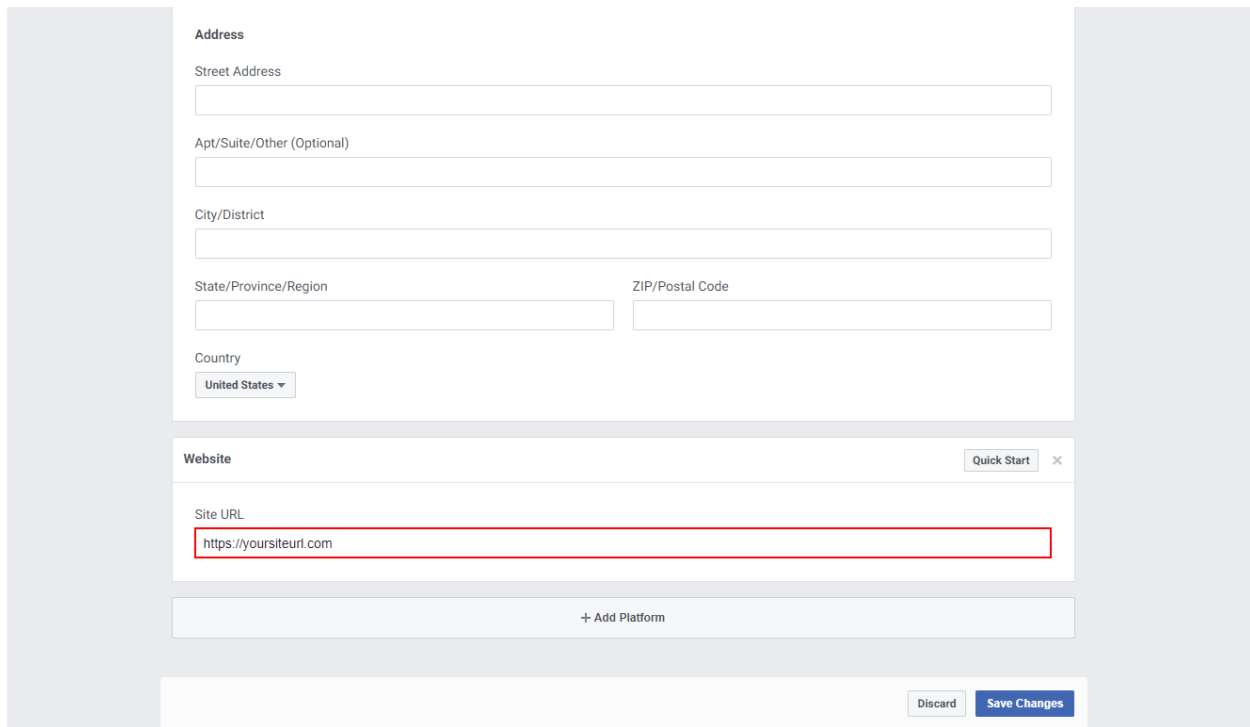 Address
Street Address
Apt/Suite/Other (Optional)
City/District
State/Province/Region ZIP/Postal Code
Country
United States
Website Quick Start
Site URL
https://yoursiteurl.com
+ Add Platform
Discard Save Changes